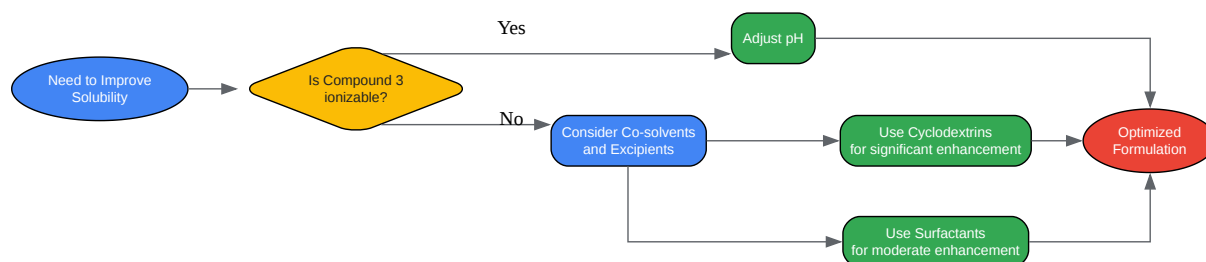 Need to Improve
Solubility
Is Compound 3
ionizable?
Yes
Adjust pH
No
Consider Co-solvents
and Excipients
Use Cyclodextrins
for significant enhancement
Use Surfactants
for moderate enhancement
Optimized
Formulation